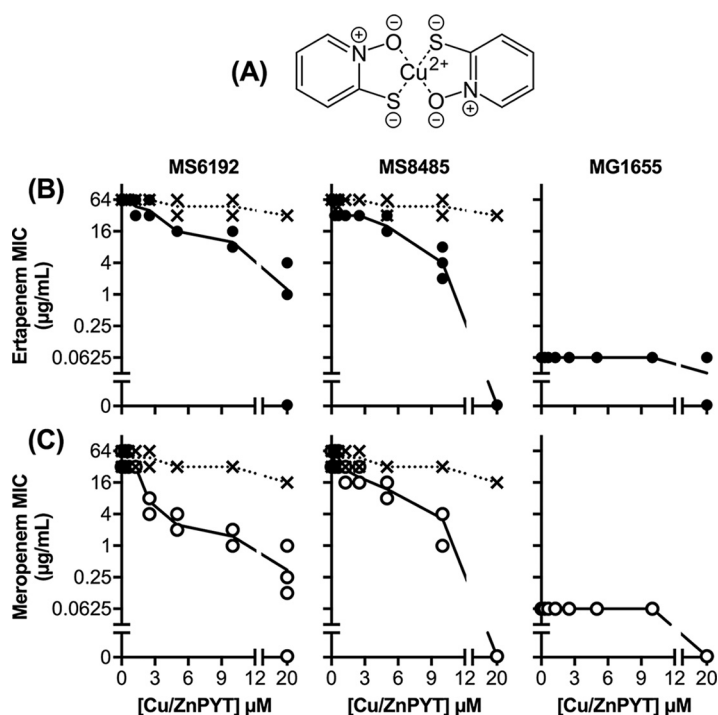 (A)
N
⊕
O
⊖
S
⊖
Cu2+
S
⊖
O
⊖
N
⊕
MS6192 MS8485 MG1655
(B)
Ertapenem MIC
(μg/mL)
64
16
4
1
0.25
0.0625
0
(C)
Meropenem MIC
(μg/mL)
64
16
4
1
0.25
0.0625
0
0 3 6 9 12 20 0 3 6 9 12 20 0 3 6 9 12 20
[Cu/ZnPYT] μM [Cu/ZnPYT] μM [Cu/ZnPYT] μM